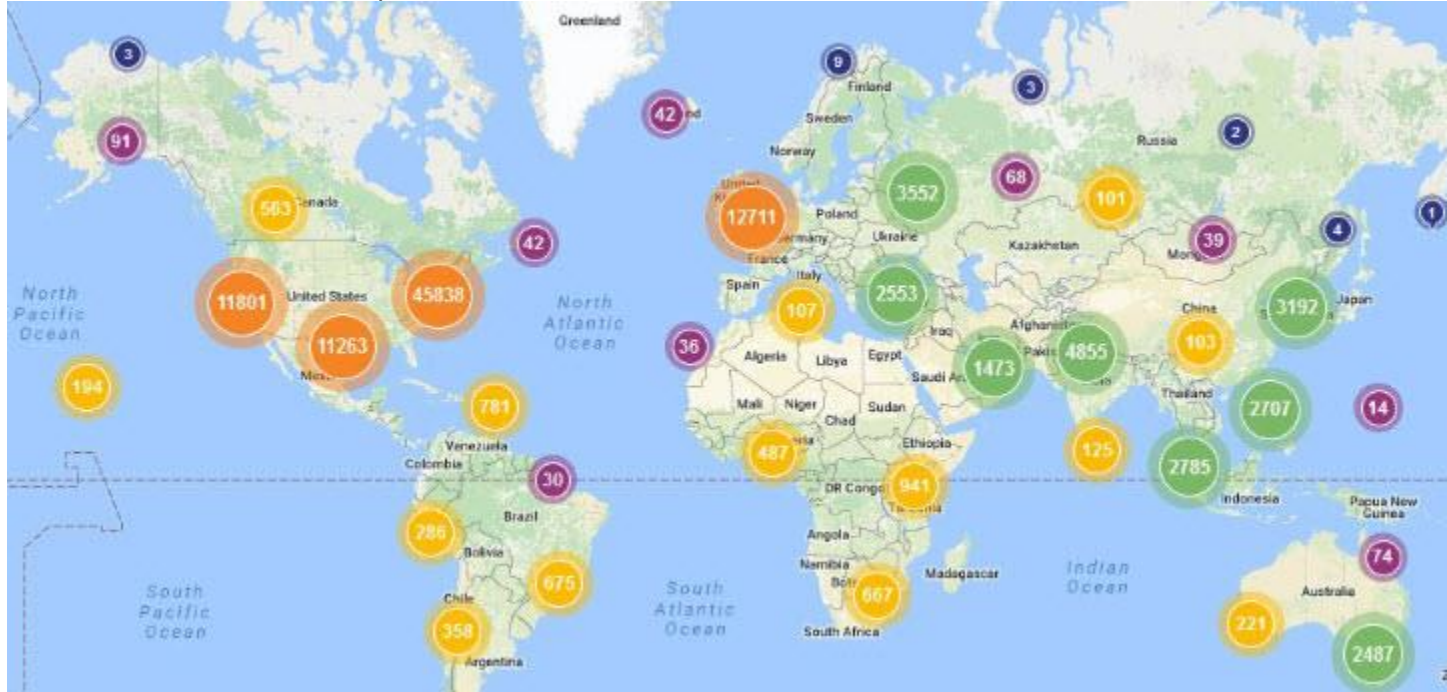 Greenland
3
9
3
Finland
42
nd
Sweden
2
Russia
91
Norway
68
3552
101
563
anada
12711
Poland
1
4
39
42
ermany
Ukraine
Kazakhstan
France
Italy
North
Pacific
Ocean
11801
United States
45838
Spain
2553
China
3192
Japan
North
Atlantic
Ocean
107
Iraq
11263
36
Algeria
Libya
Egypt
1473
4855
103
194
781
Mali
Niger
Chad
Sudan
Thailand
2707
14
Venezuela
487
Ethiopia
125
Colombia
2785
30
DR Congo
941
Indonesia
Papua New
Guinea
Brazil
286
Angola
74
Bolivia
Namibia
Madagascar
Indian
Ocean
South
Pacific
Ocean
675
South
Atlantic
Ocean
667
Australia
Chile
358
South Africa
221
2487
Argentina